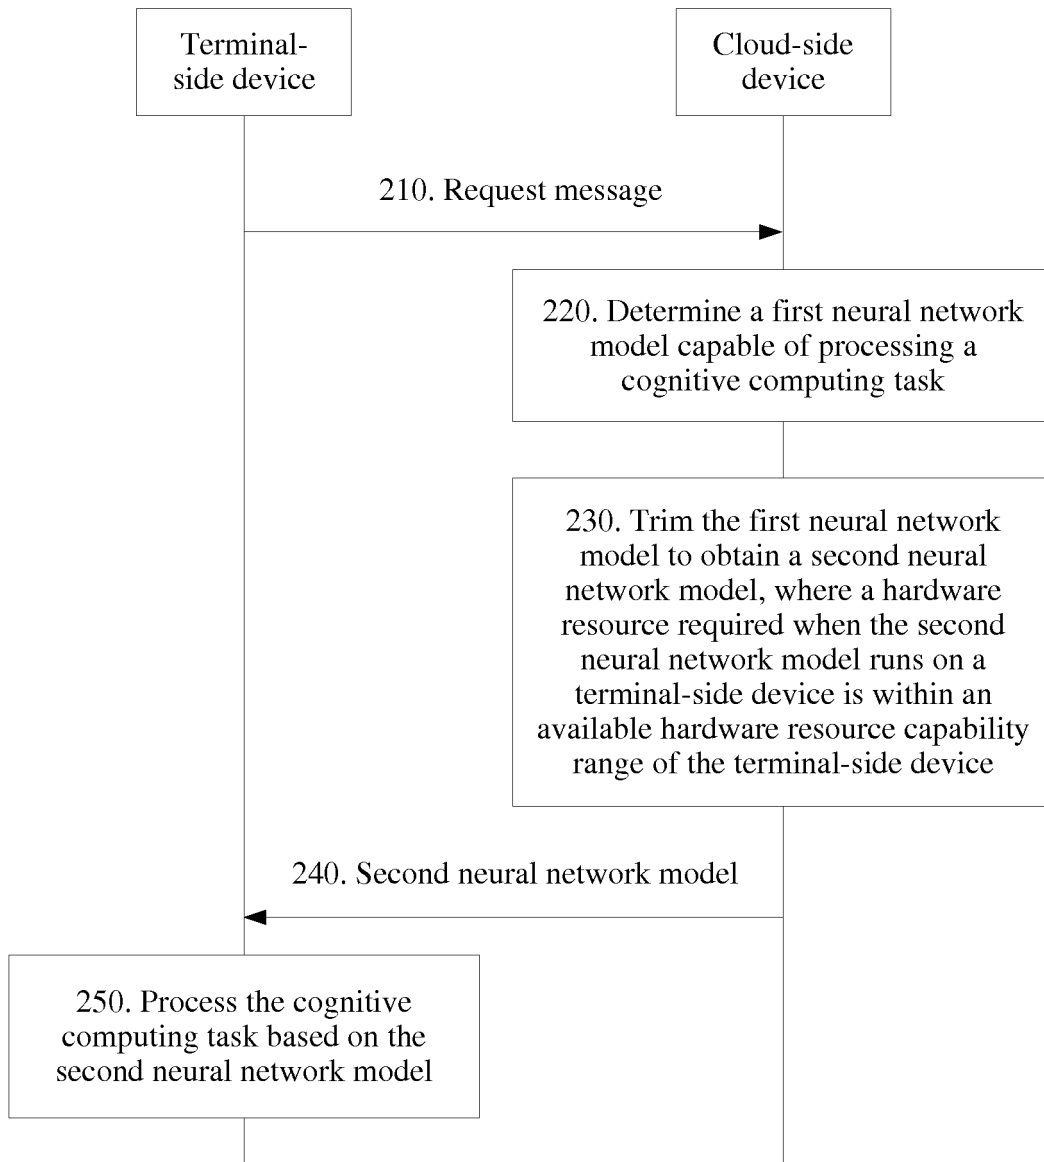 Terminal-
side device
Cloud-side
device
210. Request message
220. Determine a first neural network
model capable of processing a
cognitive computing task
230. Trim the first neural network
model to obtain a second neural
network model, where a hardware
resource required when the second
neural network model runs on a
terminal-side device is within an
available hardware resource capability
range of the terminal-side device
240. Second neural network model
250. Process the cognitive
computing task based on the
second neural network model